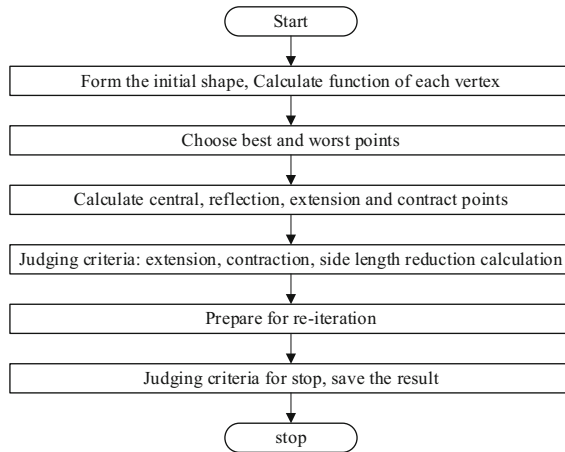 Start
Form the initial shape, Calculate function of each vertex
Choose best and worst points
Calculate central, reflection, extension and contract points
Judging criteria: extension, contraction, side length reduction calculation
Prepare for re-iteration
Judging criteria for stop, save the result
stop